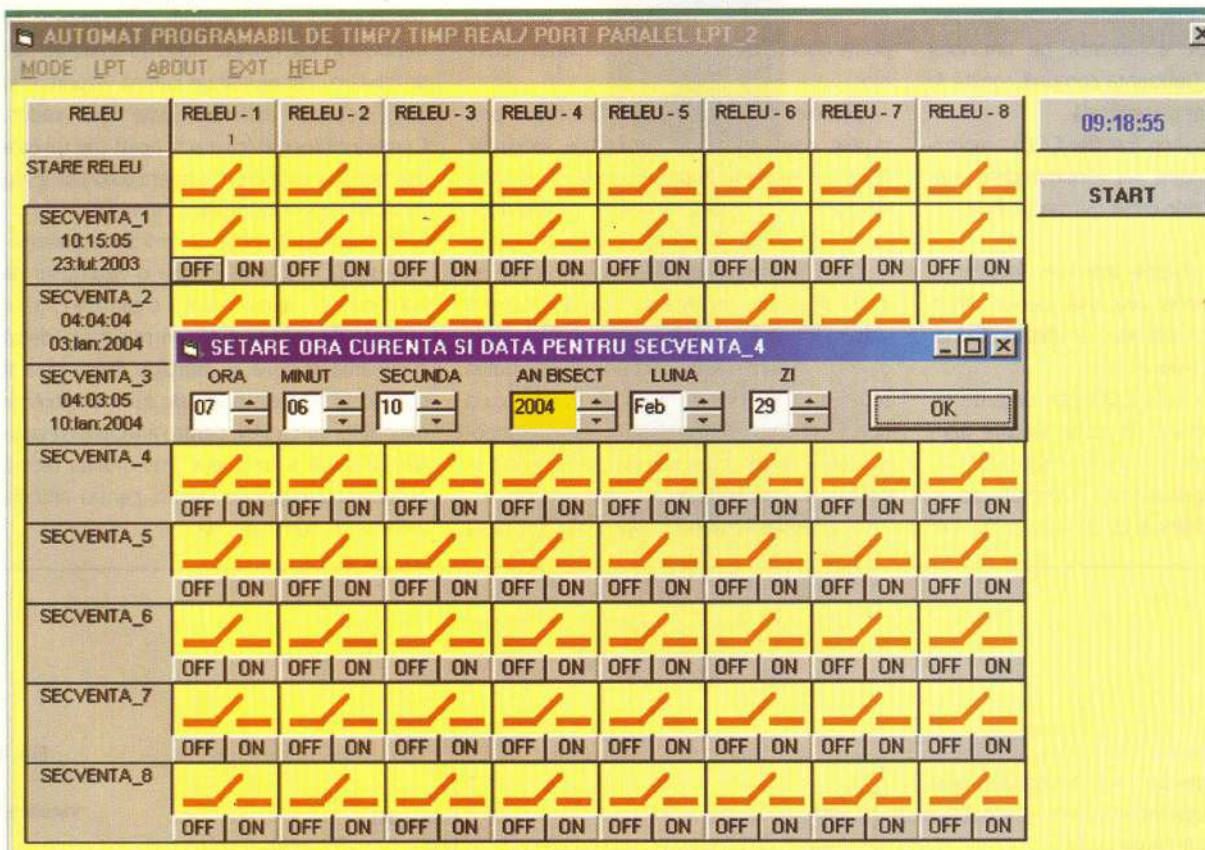 AUTOMAT PROGRAMABIL DE TIMP/ TIMP REAL/ PORT PARALEL LPT_2
MODE LPT ABOUT EXIT HELP
RELEU RELEU - 1 RELEU - 2 RELEU - 3 RELEU - 4 RELEU - 5 RELEU - 6 RELEU - 7 RELEU - 8
1
09:18:55
STARE RELEU
START
SECVENTA_1
10:15:05
23:Iul:2003
OFF ON OFF ON OFF ON OFF ON OFF ON OFF ON OFF ON OFF ON
SECVENTA_2
04:04:04
03:Ian:2004
SETARE ORA CURENTA SI DATA PENTRU SECVENTA_4
SECVENTA_3
04:03:05
10:Ian:2004
ORA MINUT SECUNDA AN BISECT LUNA ZI
07 06 10 2004 Feb 29 OK
SECVENTA_4
OFF ON OFF ON OFF ON OFF ON OFF ON OFF ON OFF ON OFF ON
SECVENTA_5
OFF ON OFF ON OFF ON OFF ON OFF ON OFF ON OFF ON OFF ON
SECVENTA_6
OFF ON OFF ON OFF ON OFF ON OFF ON OFF ON OFF ON OFF ON
SECVENTA_7
OFF ON OFF ON OFF ON OFF ON OFF ON OFF ON OFF ON OFF ON
SECVENTA_8
OFF ON OFF ON OFF ON OFF ON OFF ON OFF ON OFF ON OFF ON